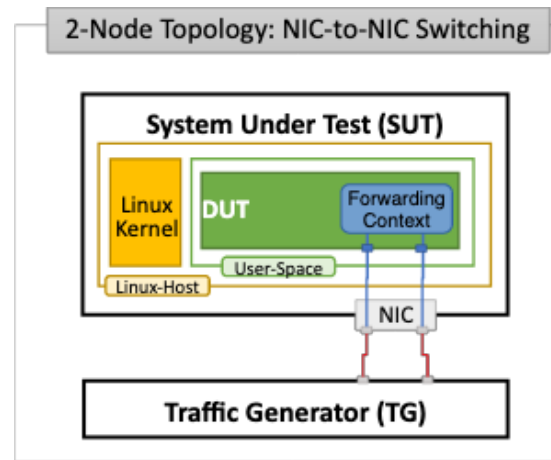 2-Node Topology: NIC-to-NIC Switching
System Under Test (SUT)
Linux
Kernel
DUT
Forwarding
Context
User-Space
Linux-Host
NIC
Traffic Generator (TG)